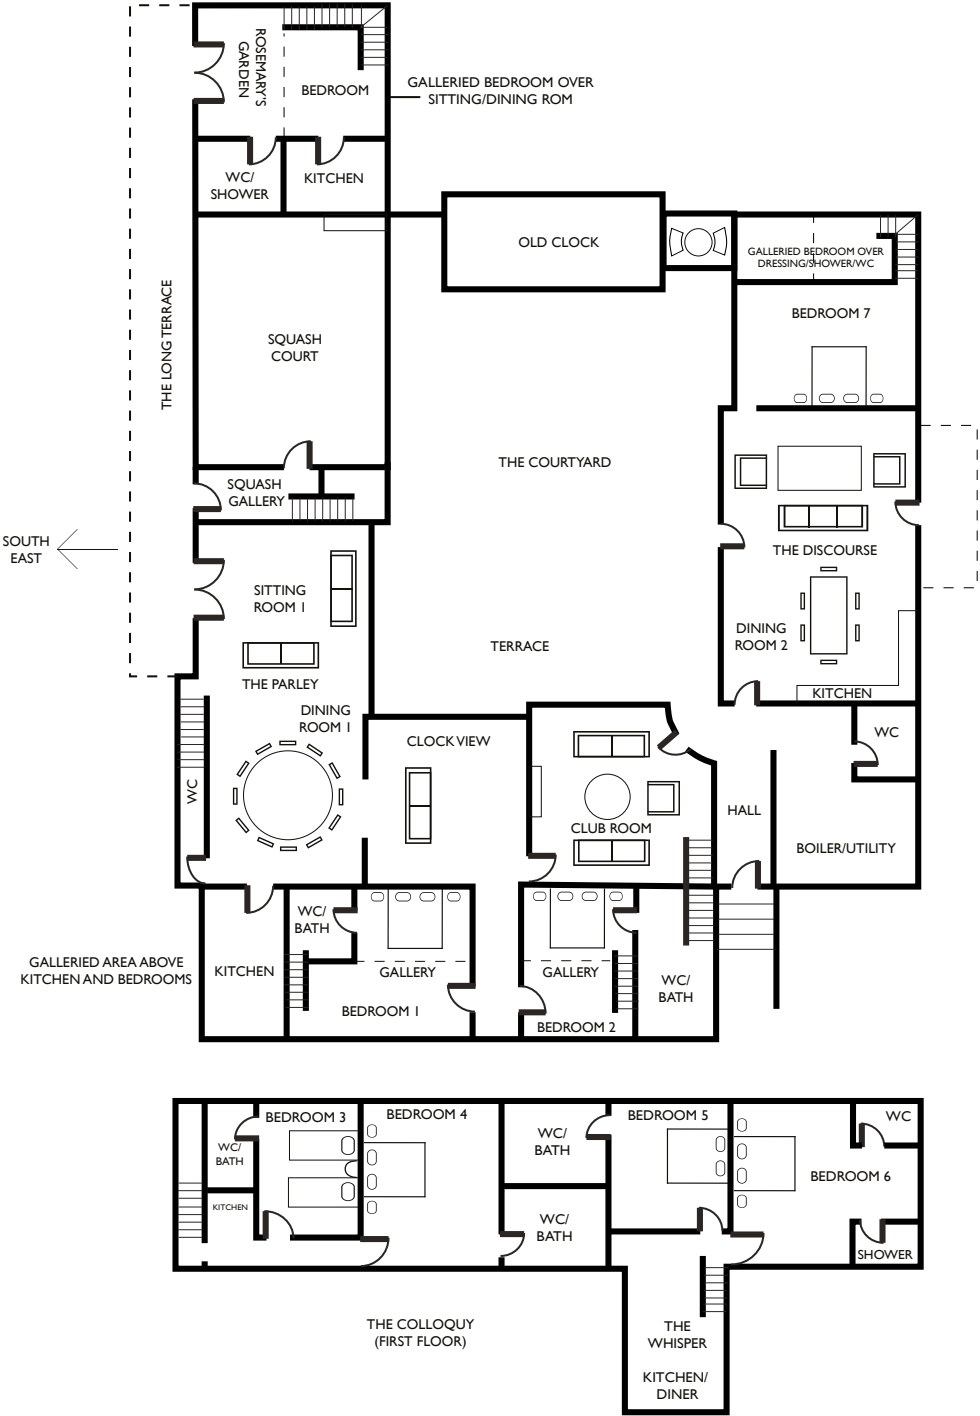 ROSEMARY'S
GARDEN
BEDROOM
GALLERIED BEDROOM OVER
SITTING/DINING ROM
WC/
SHOWER
KITCHEN
OLD CLOCK
GALLERIED BEDROOM OVER
DRESSING/SHOWER/WC
BEDROOM 7
THE LONG TERRACE
SQUASH
COURT
THE COURTYARD
SQUASH
GALLERY
SOUTH
EAST
SITTING
ROOM 1
THE DISCOURSE
DINING
ROOM 2
TERRACE
THE PARLEY
KITCHEN
DINING
ROOM 1
CLOCK VIEW
WC
WC
HALL
CLUB ROOM
BOILER/UTILITY
WC/
BATH
GALLERIED AREA ABOVE
KITCHEN AND BEDROOMS
KITCHEN
GALLERY
GALLERY
WC/
BATH
BEDROOM 1
BEDROOM 2
BEDROOM 3
BEDROOM 4
BEDROOM 5
WC
WC/
BATH
WC/
BATH
BEDROOM 6
KITCHEN
WC/
BATH
SHOWER
THE COLLOQUY
(FIRST FLOOR)
THE
WHISPER
KITCHEN/
DINER